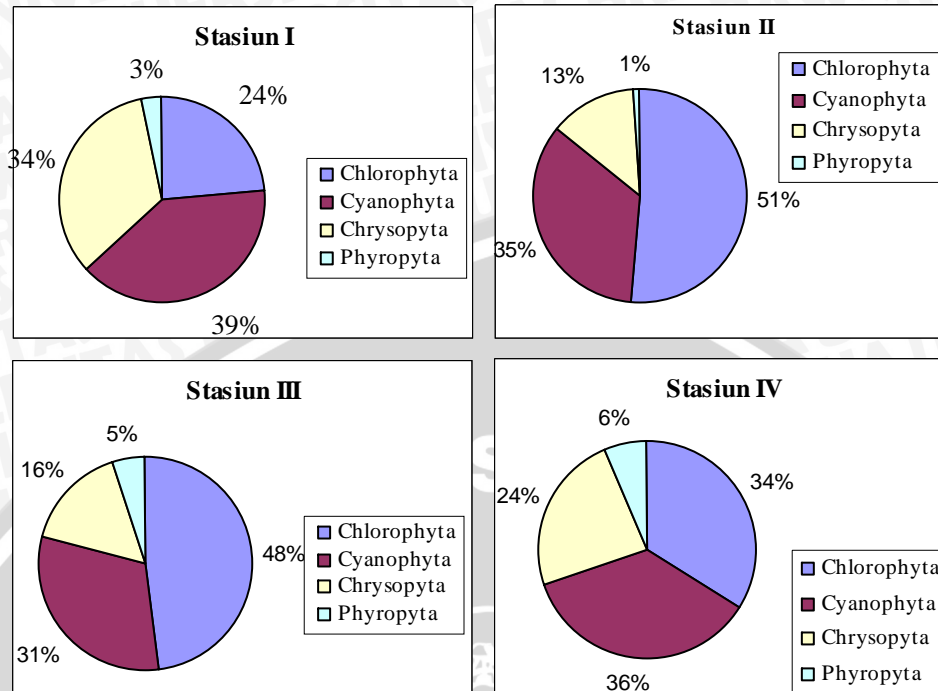 Stasiun I
3%
24%
34%
39%
Chlorophyta
Cyanophyta
Chrysopyta
Phyropyta
Stasiun II
13%
1%
51%
35%
Chlorophyta
Cyanophyta
Chrysopyta
Phyropyta
Stasiun III
5%
16%
48%
31%
Chlorophyta
Cyanophyta
Chrysopyta
Phyropyta
Stasiun IV
6%
34%
24%
36%
Chlorophyta
Cyanophyta
Chrysopyta
Phyropyta